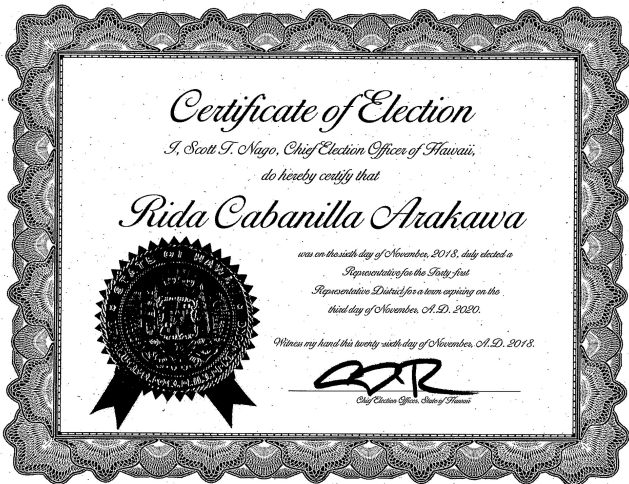 Certificate of Election
I, Scott T. Nago, Chief Election Officer of Hawaii,
do hereby certify that
Rida Cabanilla Arakawa
was on the sixth day of November, 2018, duly elected a
Representative for the Forty-first
Representative District for a term expiring on the
third day of November, A.D. 2020.
Witness my hand this twenty-sixth day of November, A.D. 2018.
Chief Election Officer, State of Hawaii